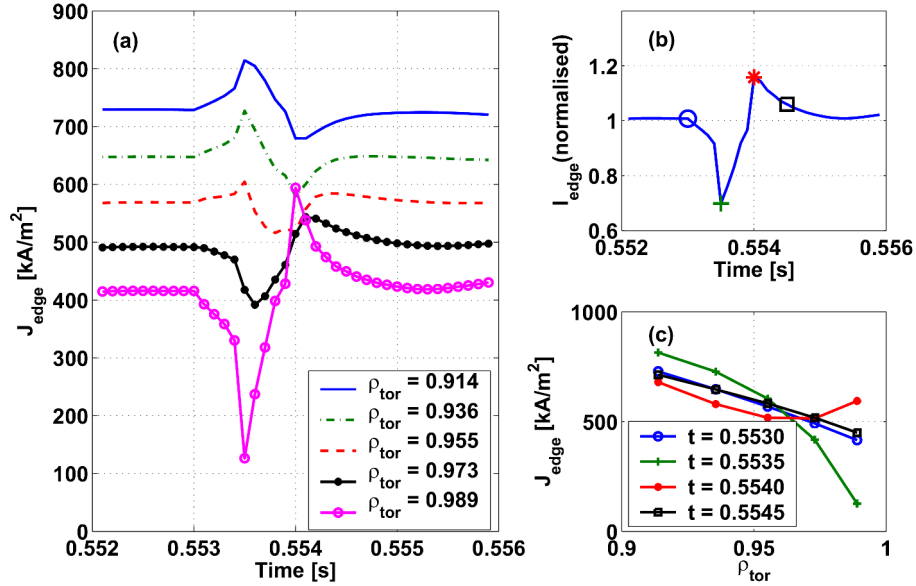 (a)
J_edge [kA/m²]
900
800
700
600
500
400
300
200
100
0
0.552 0.553 0.554 0.555 0.556
Time [s]
ρ_tor = 0.914
ρ_tor = 0.936
ρ_tor = 0.955
ρ_tor = 0.973
ρ_tor = 0.989
(b)
I_edge(normalised)
1.2
1
0.8
0.6
0.552 0.554 0.556
Time [s]
(c)
J_edge [kA/m²]
1000
500
0
t = 0.5530
t = 0.5535
t = 0.5540
t = 0.5545
0.9 0.95 1
ρ_tor